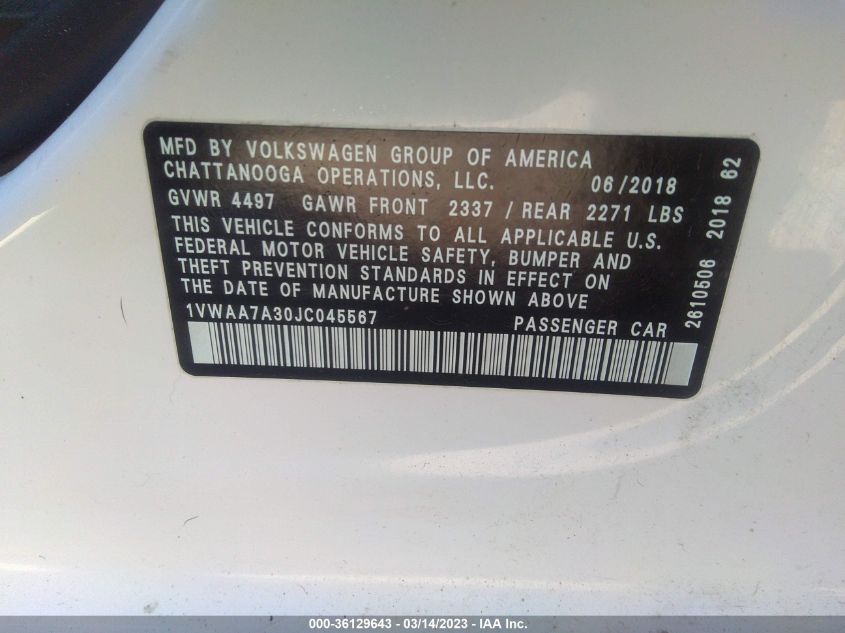 MFD BY VOLKSWAGEN GROUP OF AMERICA
CHATTANOOGA OPERATIONS, LLC. 06/2018
GVWR 4497 GAWR FRONT 2337 / REAR 2271 LBS
THIS VEHICLE CONFORMS TO ALL APPLICABLE U.S.
FEDERAL MOTOR VEHICLE SAFETY, BUMPER AND
THEFT PREVENTION STANDARDS IN EFFECT ON
THE DATE OF MANUFACTURE SHOWN ABOVE
1VWAA7A30JC045567 PASSENGER CAR
2610506 2018 62
000-36129643 - 03/14/2023 - IAA Inc.